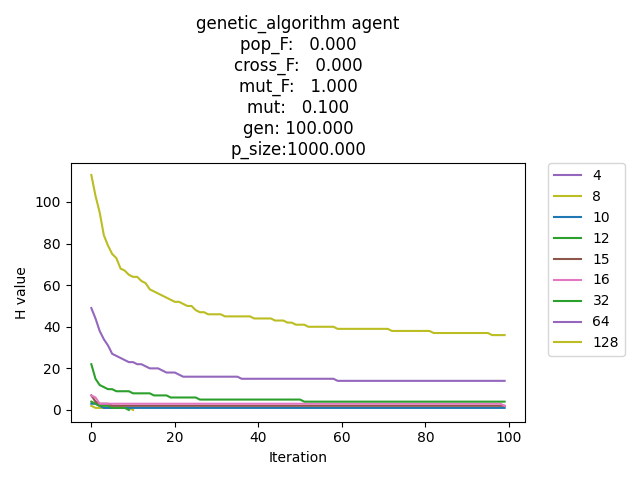 genetic_algorithm agent
pop_F: 0.000
cross_F: 0.000
mut_F: 1.000
mut: 0.100
gen: 100.000
p_size:1000.000
H value
100
80
60
40
20
0
0 20 40 60 80 100
Iteration
4
8
10
12
15
16
32
64
128